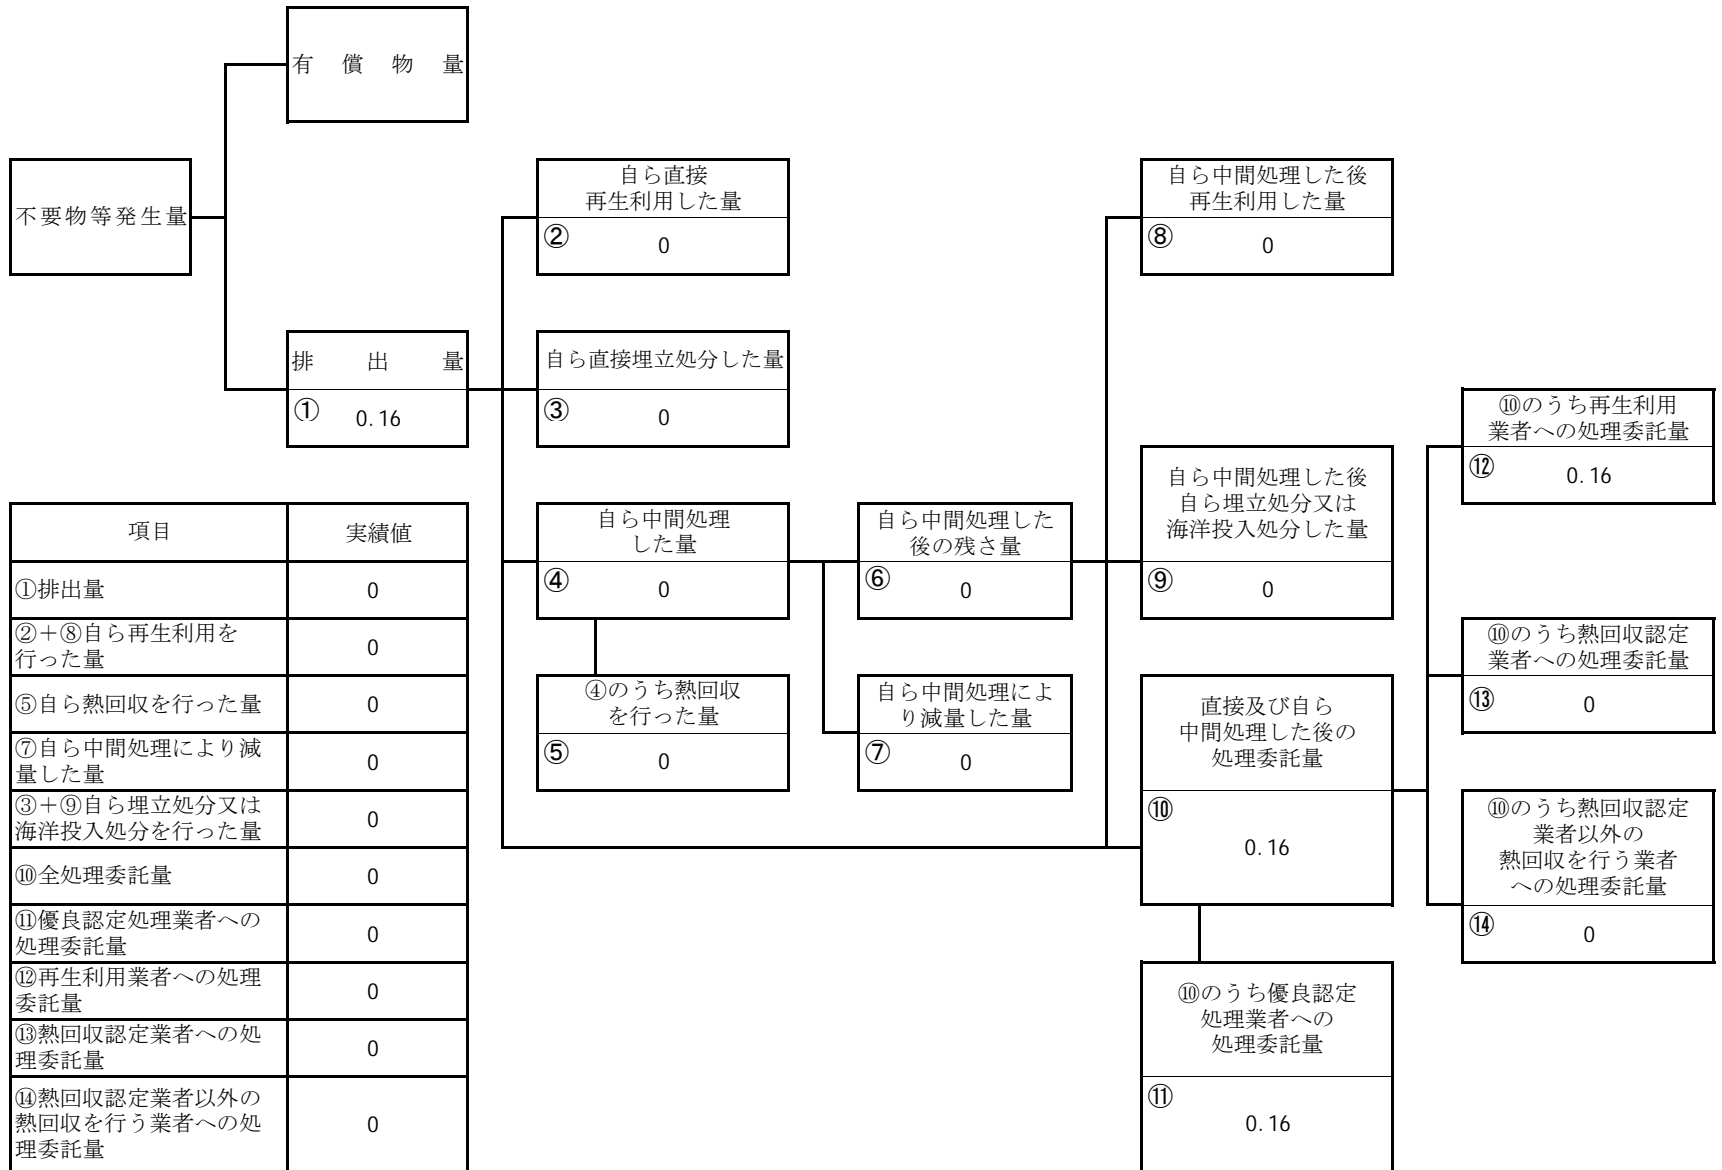 有償物量
不要物等発生量
排出量
① 0.16
自ら直接
再生利用した量
② 0
自ら直接埋立処分した量
③ 0
自ら中間処理
した量
④ 0
④のうち熱回収
を行った量
⑤ 0
自ら中間処理した
後の残さ量
⑥ 0
自ら中間処理によ
り減量した量
⑦ 0
自ら中間処理した後
再生利用した量
⑧ 0
自ら中間処理した後
自ら埋立処分又は
海洋投入処分した量
⑨ 0
直接及び自ら
中間処理した後の
処理委託量
⑩
0.16
⑩のうち優良認定
処理業者への
処理委託量
⑪
0.16
⑩のうち再生利用
業者への処理委託量
⑫ 0.16
⑩のうち熱回収認定
業者への処理委託量
⑬ 0
⑩のうち熱回収認定
業者以外の
熱回収を行う業者
への処理委託量
⑭ 0
項目 実績値
①排出量 0
②+⑧自ら再生利用を
行った量 0
⑤自ら熱回収を行った量 0
⑦自ら中間処理により減
量した量 0
③+⑨自ら埋立処分又は
海洋投入処分を行った量 0
⑩全処理委託量 0
⑪優良認定処理業者への
処理委託量 0
⑫再生利用業者への処理
委託量 0
⑬熱回収認定業者への処
理委託量 0
⑭熱回収認定業者以外の
熱回収を行う業者への処
理委託量 0